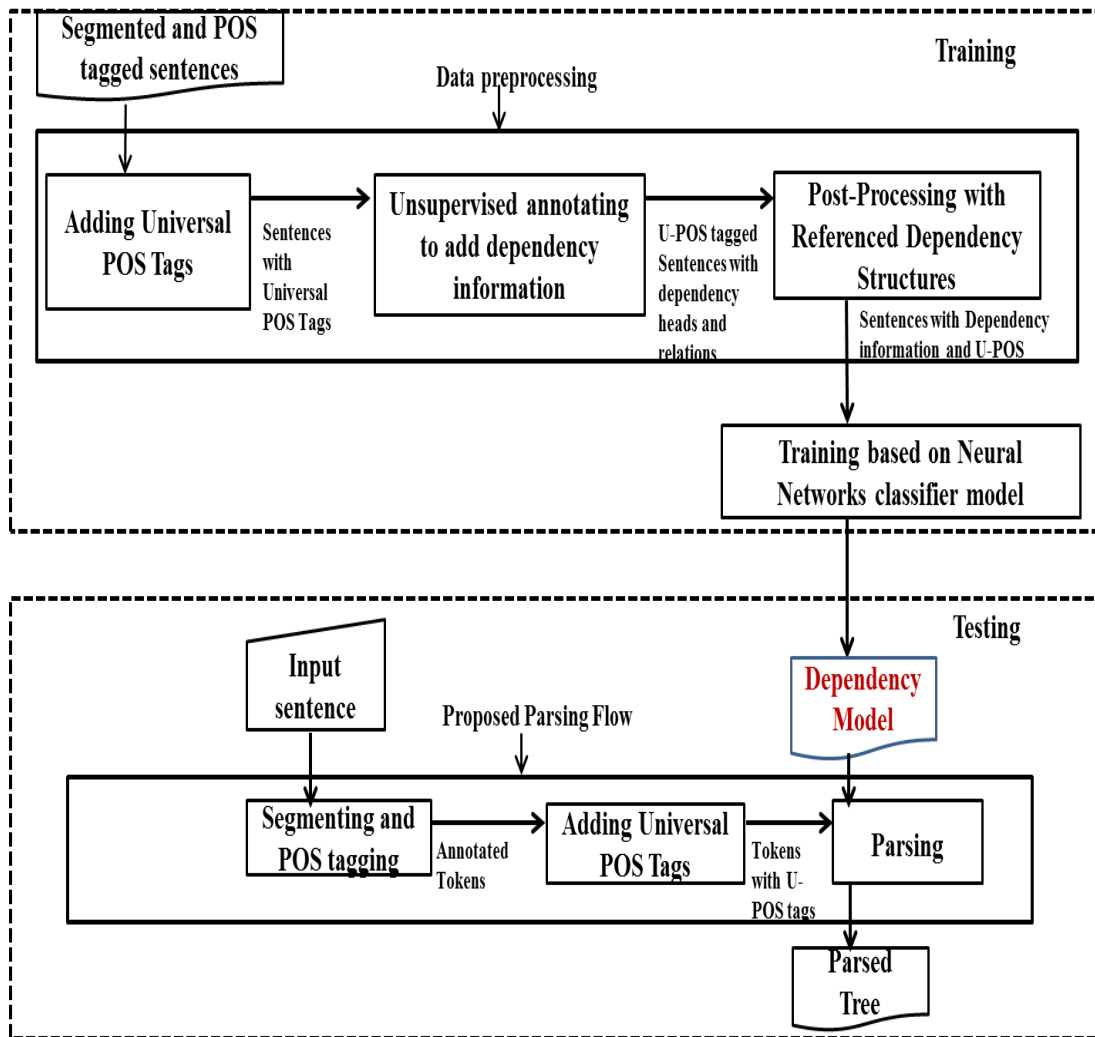 Segmented and POS
tagged sentences
Training
Data preprocessing
Adding Universal
POS Tags
Sentences
with
Universal
POS Tags
Unsupervised annotating
to add dependency
information
U-POS tagged
Sentences with
dependency
heads and
relations
Post-Processing with
Referenced Dependency
Structures
Sentences with Dependency
information and U-POS
Training based on Neural
Networks classifier model
Testing
Input
sentence
Proposed Parsing Flow
Dependency
Model
Segmenting and
POS tagging
Annotated
Tokens
Adding Universal
POS Tags
Tokens
with U-
POS tags
Parsing
Parsed
Tree